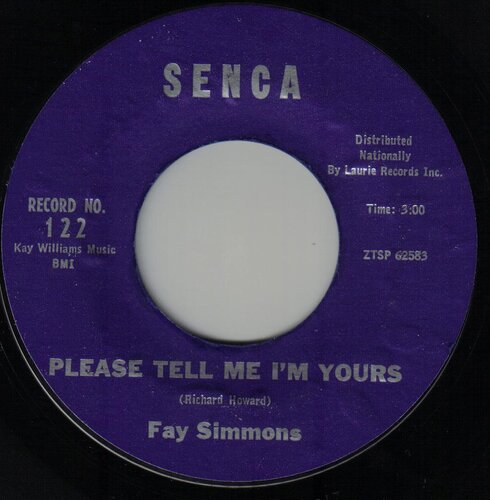 SENCA
Distributed
Nationally
By Laurie Records Inc.
RECORD NO.
122
Kay Williams Music
BMI
Time: 3:00
ZTSP 62583
PLEASE TELL ME I'M YOURS
(Richard Howard)
Fay Simmons